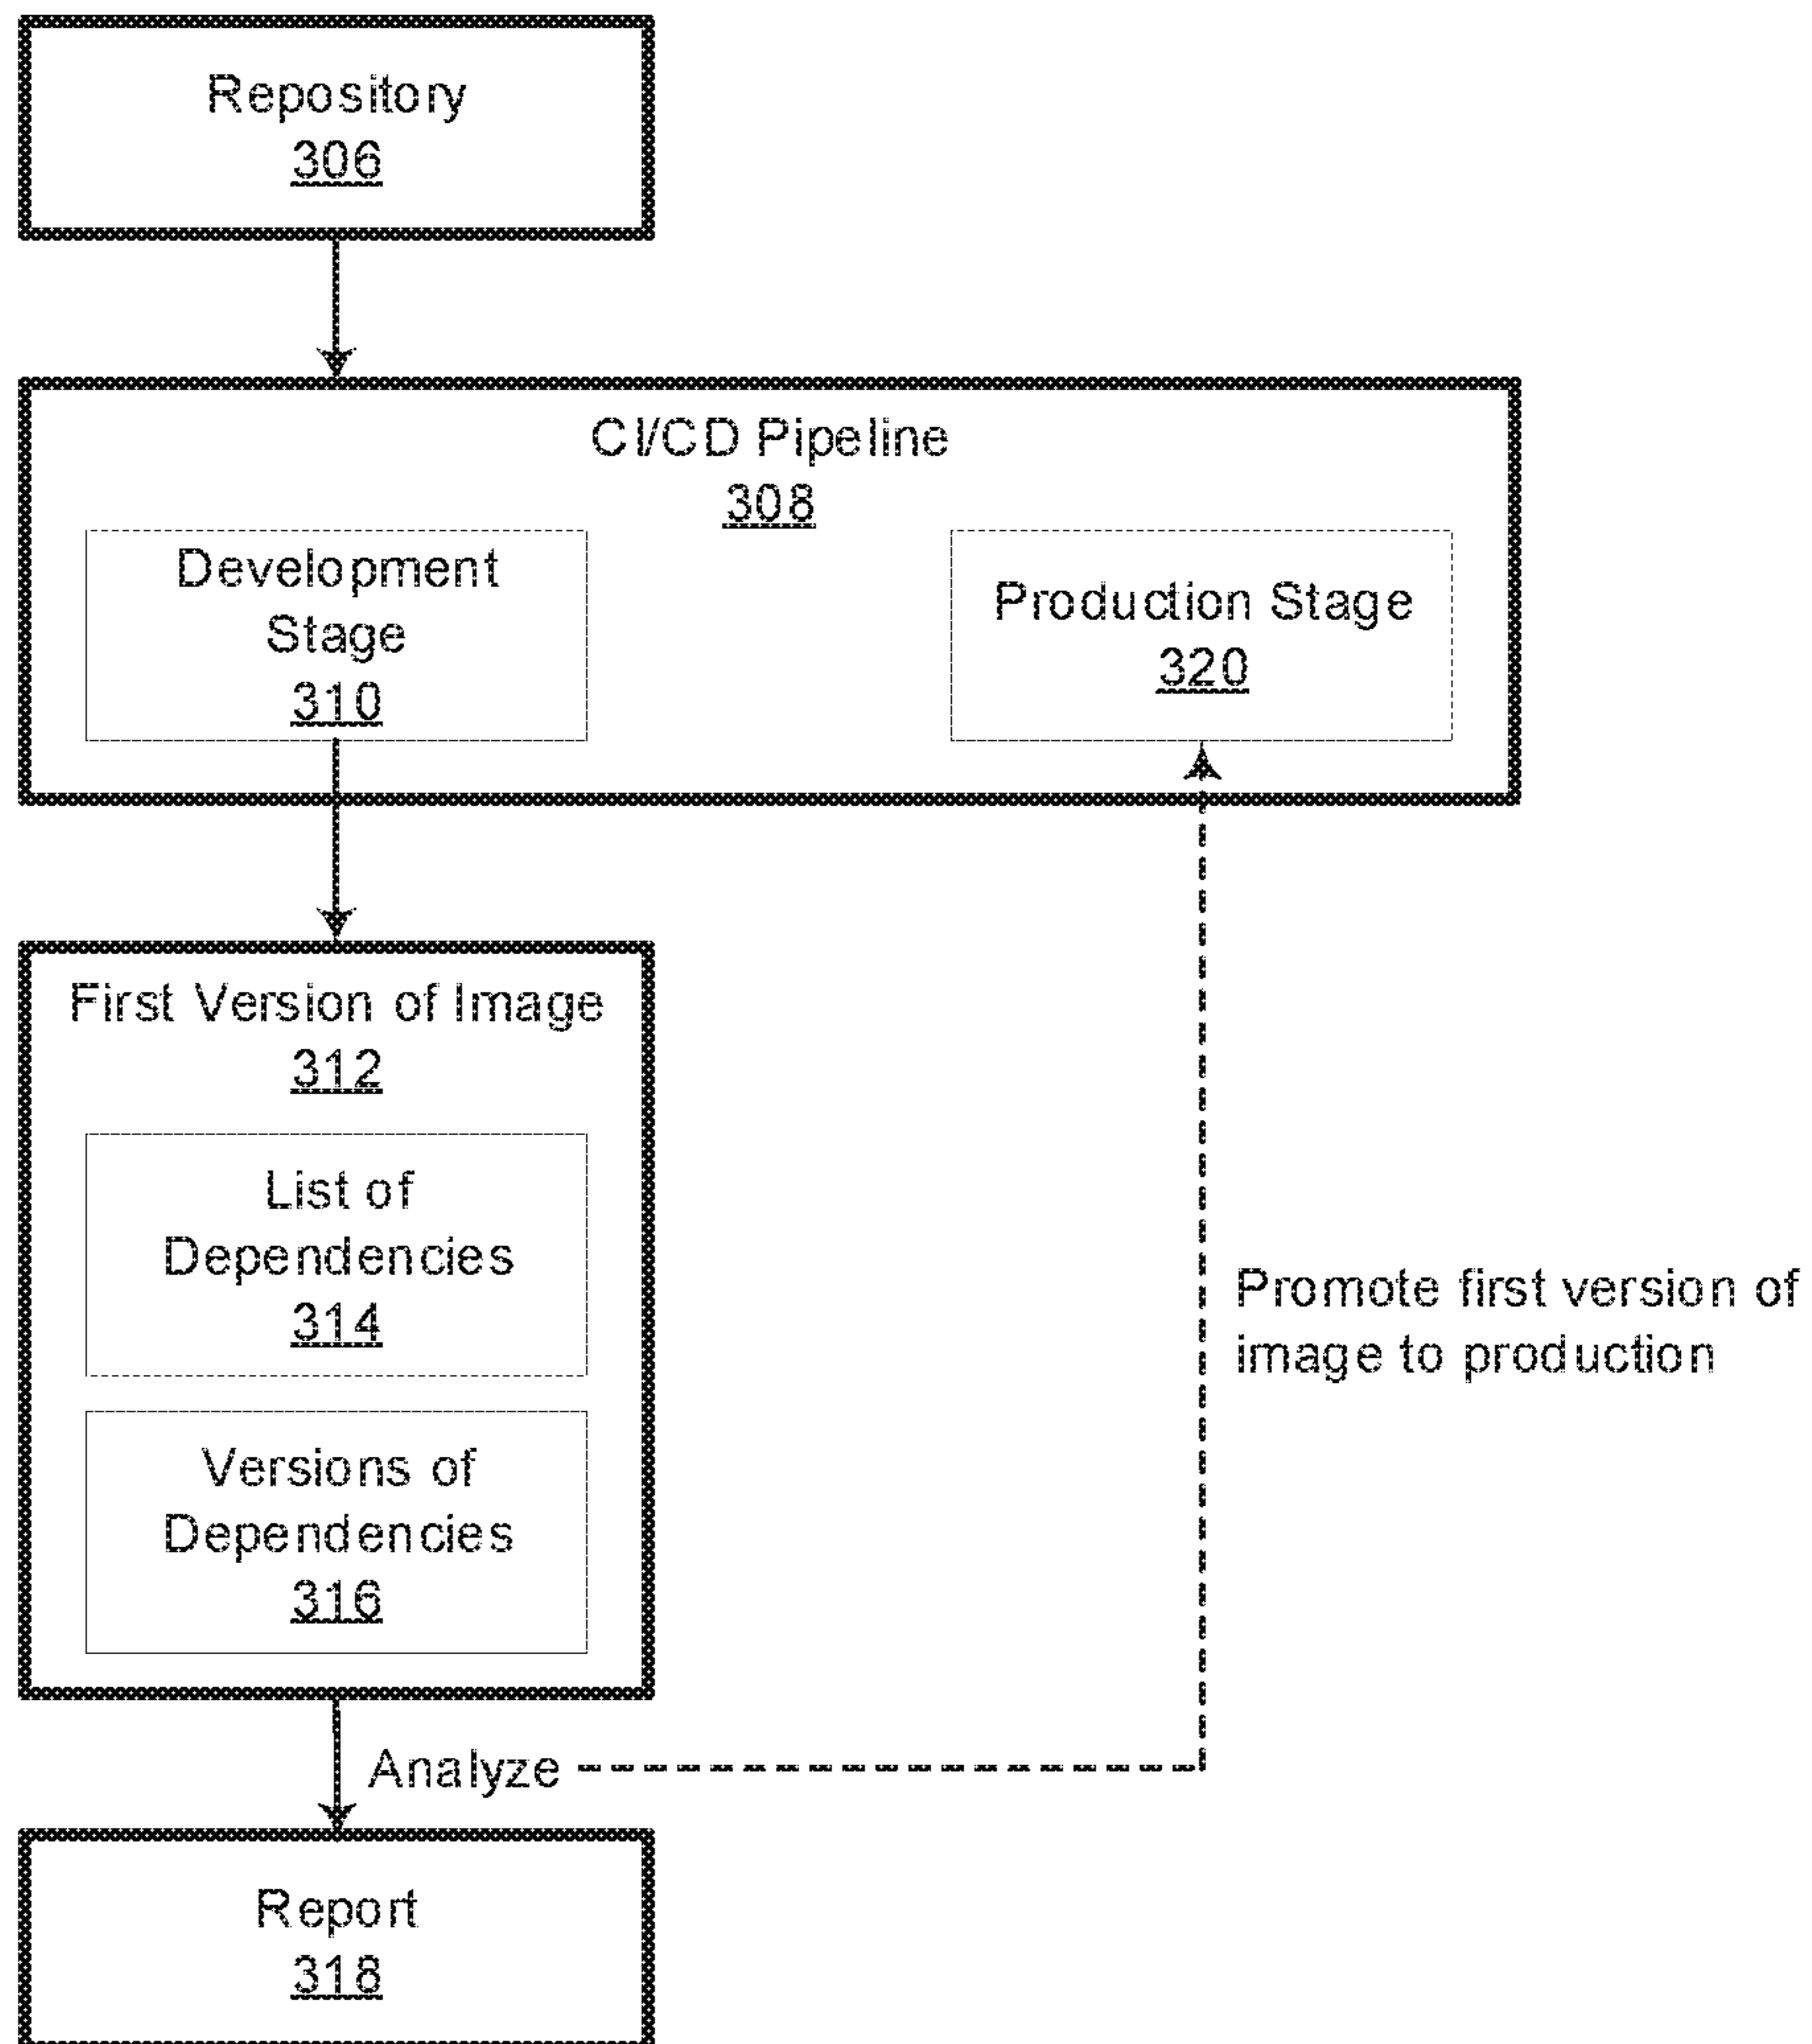 Repository
306
CI/CD Pipeline
308
Development
Stage
310
Production Stage
320
First Version of Image
312
List of
Dependencies
314
Versions of
Dependencies
316
Promote first version of
image to production
Analyze
Report
318